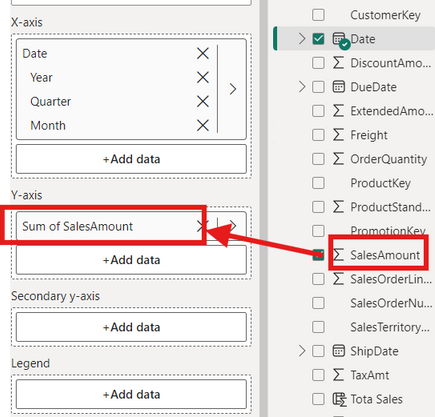 X-axis
Date
Year
Quarter
Month
+Add data
Y-axis
Sum of SalesAmount
+Add data
Secondary y-axis
+Add data
Legend
+Add data
CustomerKey
Date
DiscountAmo...
DueDate
ExtendedAmo...
Freight
OrderQuantity
ProductKey
ProductStand...
PromotionKey
SalesAmount
SalesOrderLin...
SalesOrderNu...
SalesTerritory...
ShipDate
TaxAmt
Tota Sales